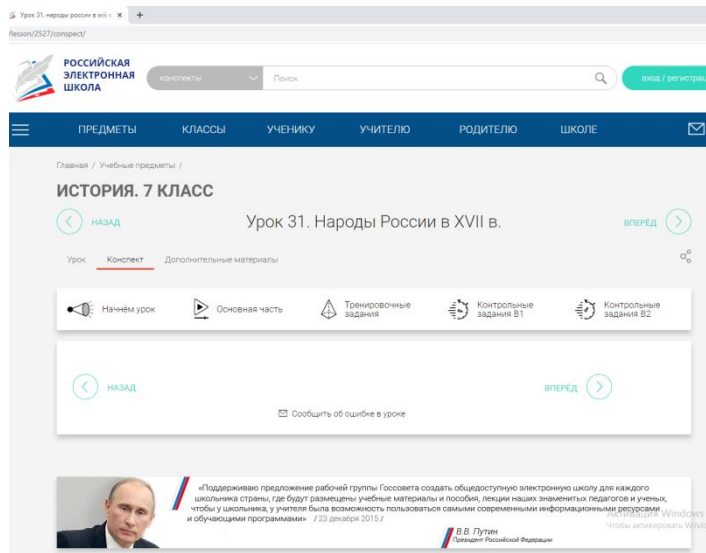 Урок 31. народы россии в xvii в
/lesson/2527/conspect/
РОССИЙСКАЯ
ЭЛЕКТРОННАЯ
ШКОЛА
конспекты
Поиск
вход / регистрац
ПРЕДМЕТЫ КЛАССЫ УЧЕНИКУ УЧИТЕЛЮ РОДИТЕЛЮ ШКОЛЕ
Главная / Учебные предметы /
ИСТОРИЯ. 7 КЛАСС
НАЗАД
Урок 31. Народы России в XVII в.
ВПЕРЁД
Урок Конспект Дополнительные материалы
Начнём урок
Основная часть
Тренировочные
задания
Контрольные
задания В1
Контрольные
задания В2
НАЗАД
ВПЕРЁД
Сообщить об ошибке в уроке
«Поддерживаю предложение рабочей группы Госсовета создать общедоступную электронную школу для каждого
школьника страны, где будут размещены учебные материалы и пособия, лекции наших знаменитых педагогов и ученых,
чтобы у школьника, у учителя была возможность пользоваться самыми современными информационными ресурсами
и обучающими программами» / 23 декабря 2015 /
В.В. Путин
Президент Российской Федерации
Активация Windows
Чтобы активировать Windo